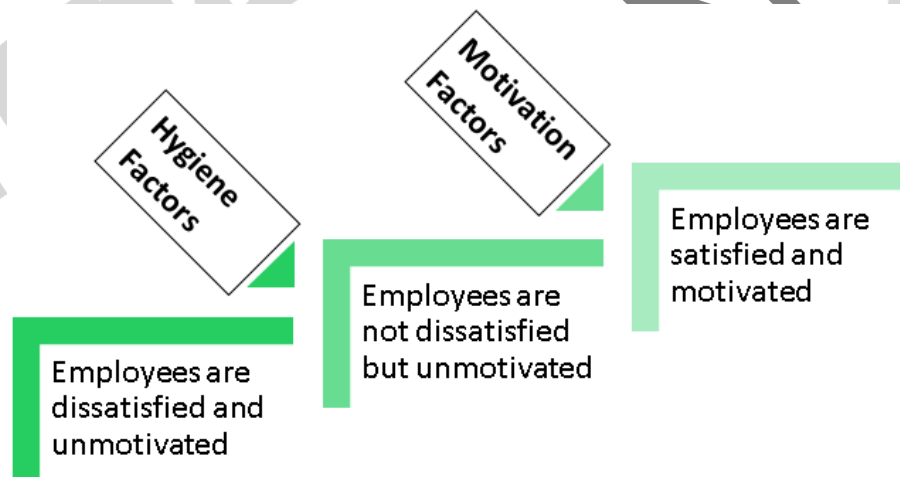 Motivation
Factors
Hygiene
Factors
Employees are
satisfied and
motivated
Employees are
not dissatisfied
but unmotivated
Employees are
dissatisfied and
unmotivated